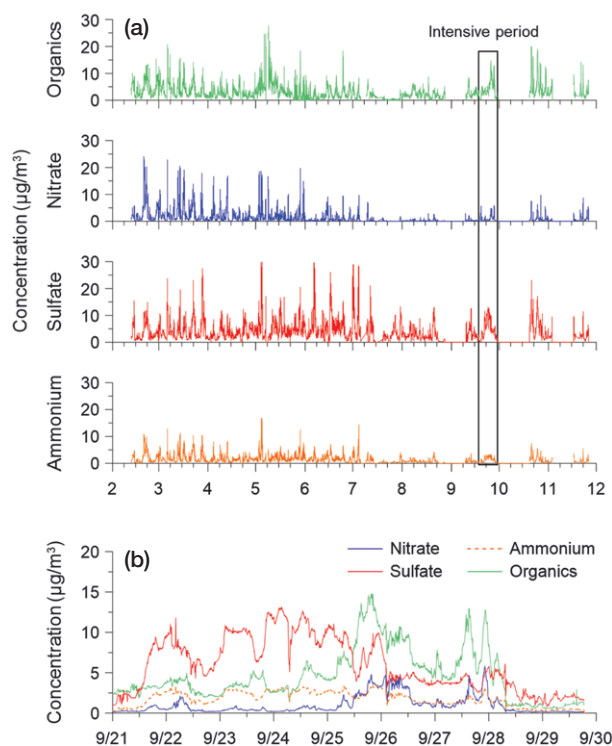 (a)
Intensive period
Organics
30
20
10
0
Nitrate
30
20
10
0
Concentration (μg/m³)
Sulfate
30
20
10
0
Ammonium
30
20
10
0
2 3 4 5 6 7 8 9 10 11 12
(b)
Nitrate Ammonium
Sulfate Organics
Concentration (μg/m³)
20
15
10
5
0
9/21 9/22 9/23 9/24 9/25 9/26 9/27 9/28 9/29 9/30